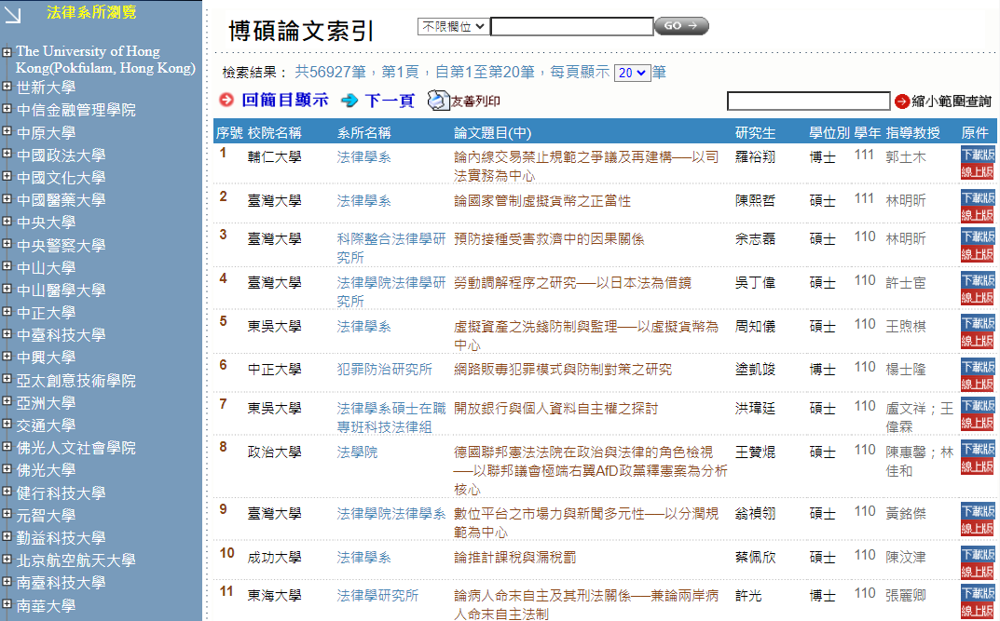 法律系所瀏覽
The University of Hong
Kong(Pokfulam, Hong Kong)
世新大學
中信金融管理學院
中原大學
中國政法大學
中國文化大學
中國醫藥大學
中央大學
中央警察大學
中山大學
中山醫學大學
中正大學
中臺科技大學
中興大學
亞太創意技術學院
亞洲大學
交通大學
佛光人文社會學院
佛光大學
健行科技大學
元智大學
勤益科技大學
北京航空航天大學
南臺科技大學
南華大學
博碩論文索引 不限欄位 GO
檢索結果： 共56927筆，第1頁，自第1至第20筆，每頁顯示 20 筆
回簡目顯示 下一頁 友善列印 縮小範圍查詢
序號 校院名稱 系所名稱 論文題目(中) 研究生 學位別 學年 指導教授 原件
1 輔仁大學 法律學系 論內線交易禁止規範之爭議及再建構──以司 羅裕翔 博士 111 郭土木 下載版
法實務為中心 線上版
2 臺灣大學 法律學系 論國家管制虛擬貨幣之正當性 陳熙哲 碩士 111 林明昕 下載版
線上版
3 臺灣大學 科際整合法律學研 預防接種受害救濟中的因果關係 余志磊 碩士 110 林明昕 下載版
究所 線上版
4 臺灣大學 法律學院法律學研 勞動調解程序之研究──以日本法為借鏡 吳丁偉 碩士 110 許士宦 下載版
究所 線上版
5 東吳大學 法律學系 虛擬資產之洗錢防制與監理──以虛擬貨幣為 周知儀 碩士 110 王煦棋 下載版
中心 線上版
6 中正大學 犯罪防治研究所 網路販毒犯罪模式與防制對策之研究 塗凱竣 博士 110 楊士隆 下載版
線上版
7 東吳大學 法律學系碩士在職 開放銀行與個人資料自主權之探討 洪瑋廷 碩士 110 盧文祥；王 下載版
專班科技法律組 偉霖 線上版
8 政治大學 法學院 德國聯邦憲法法院在政治與法律的角色檢視 王贊焜 碩士 110 陳惠馨；林 下載版
──以聯邦議會極端右翼AfD政黨釋憲案為分析 佳和 線上版
核心
9 臺灣大學 法律學院法律學系 數位平台之市場力與新聞多元性──以分潤規 翁禎翎 碩士 110 黃銘傑 下載版
範為中心 線上版
10 成功大學 法律學系 論推計課稅與漏稅罰 蔡佩欣 碩士 110 陳汶津 下載版
線上版
11 東海大學 法律學研究所 論病人命末自主及其刑法關係──兼論兩岸病 許光 博士 110 張麗卿 下載版
人命末自主法制 線上版